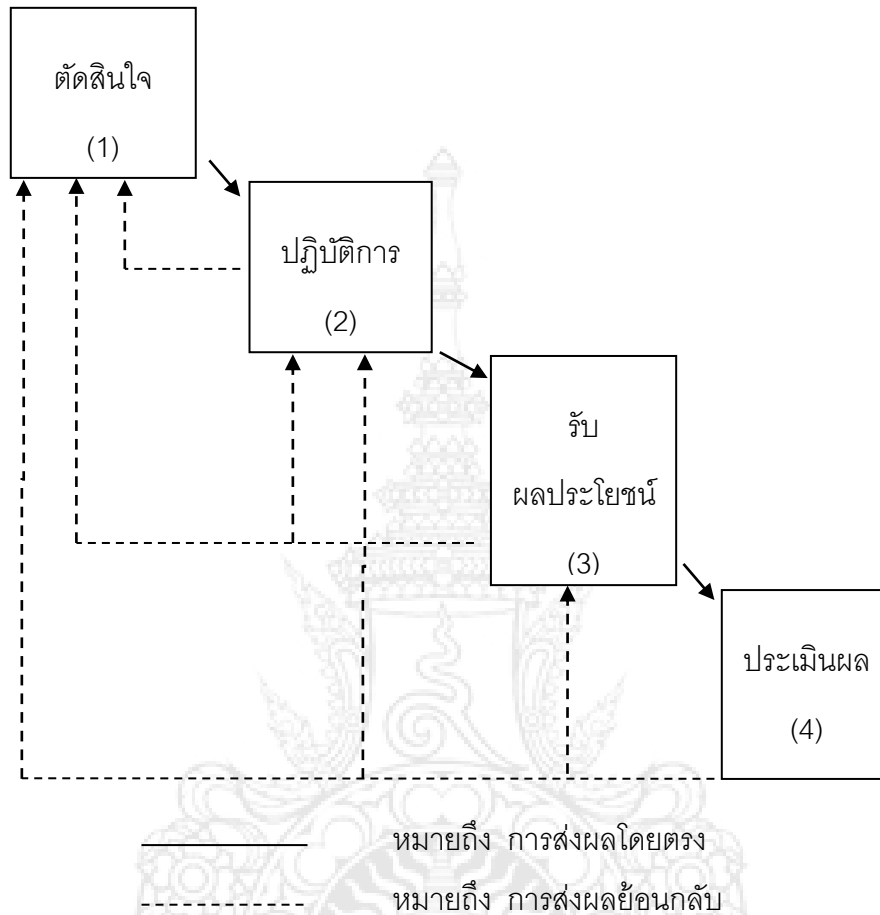 ตัดสินใจ
(1)
ปฏิบัติการ
(2)
รับ
ผลประโยชน์
(3)
ประเมินผล
(4)
หมายถึง การส่งผลโดยตรง
หมายถึง การส่งผลย้อนกลับ